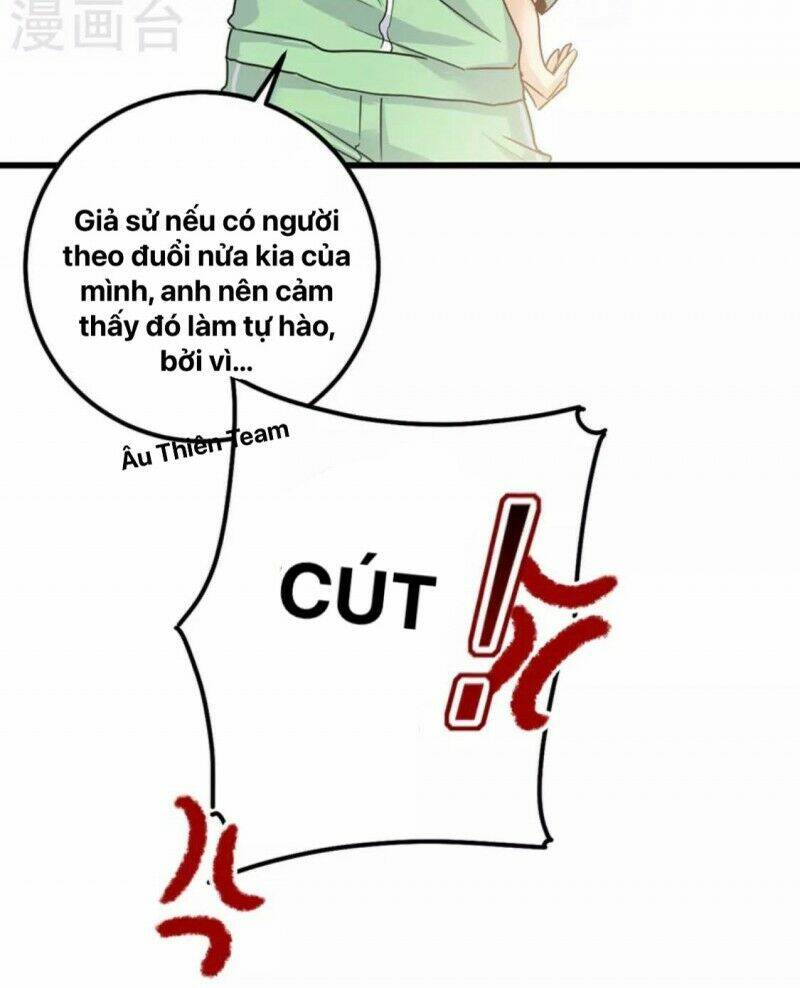 漫画台
Giả sử nếu có người
theo đuổi nửa kia của
mình, anh nên cảm
thấy đó làm tự hào,
bởi vì...
Âu Thiên Team
CÚT !